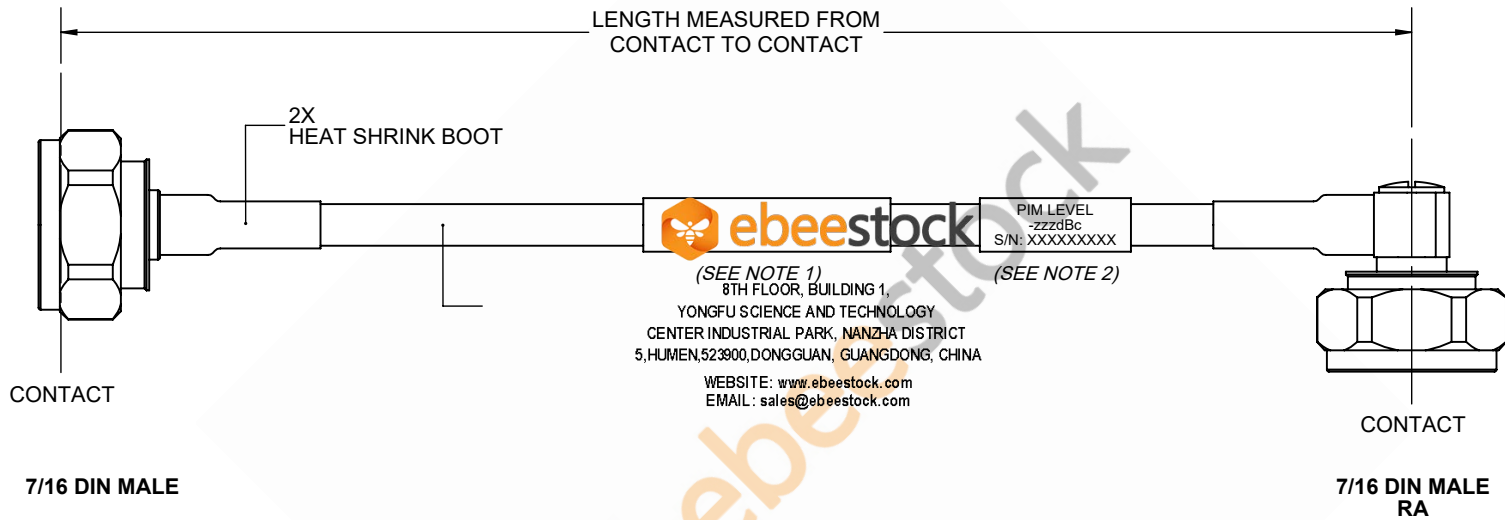 LENGTH MEASURED FROM
CONTACT TO CONTACT
2X
HEAT SHRINK BOOT
ebeestock
PIM LEVEL
-zzzdBc
S/N: XXXXXXXXX
(SEE NOTE 1)
(SEE NOTE 2)
8TH FLOOR, BUILDING 1,
YONGFU SCIENCE AND TECHNOLOGY
CENTER INDUSTRIAL PARK, NANZHA DISTRICT
5,HUMEN,523900,DONGGUAN, GUANGDONG, CHINA
WEBSITE: www.ebeestock.com
EMAIL: sales@ebeestock.com
CONTACT
CONTACT
7/16 DIN MALE
7/16 DIN MALE
RA
ebeestock